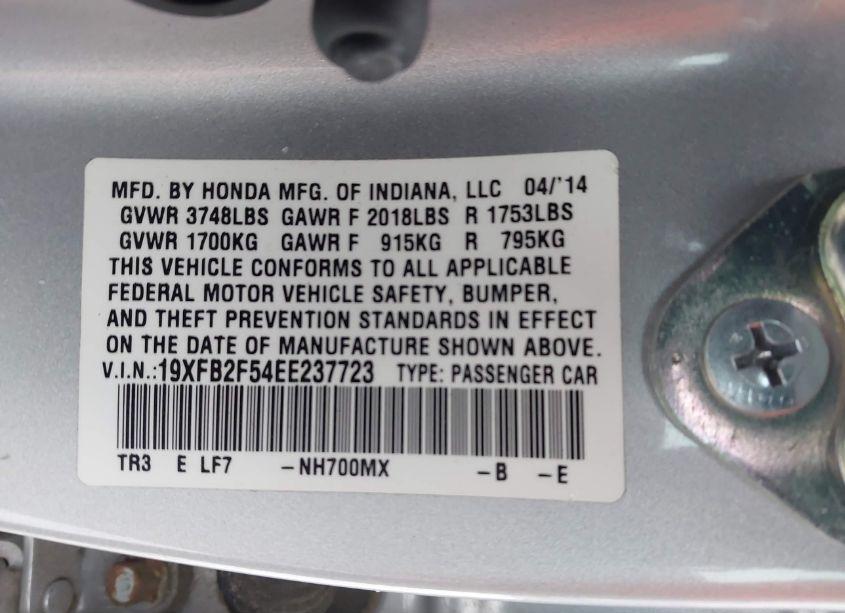 MFD. BY HONDA MFG. OF INDIANA, LLC 04/'14
GVWR 3748LBS GAWR F 2018LBS R 1753LBS
GVWR 1700KG GAWR F 915KG R 795KG
THIS VEHICLE CONFORMS TO ALL APPLICABLE
FEDERAL MOTOR VEHICLE SAFETY, BUMPER,
AND THEFT PREVENTION STANDARDS IN EFFECT
ON THE DATE OF MANUFACTURE SHOWN ABOVE.
V.I.N.:19XFB2F54EE237723 TYPE: PASSENGER CAR
TR3 E LF7 -NH700MX -B -E